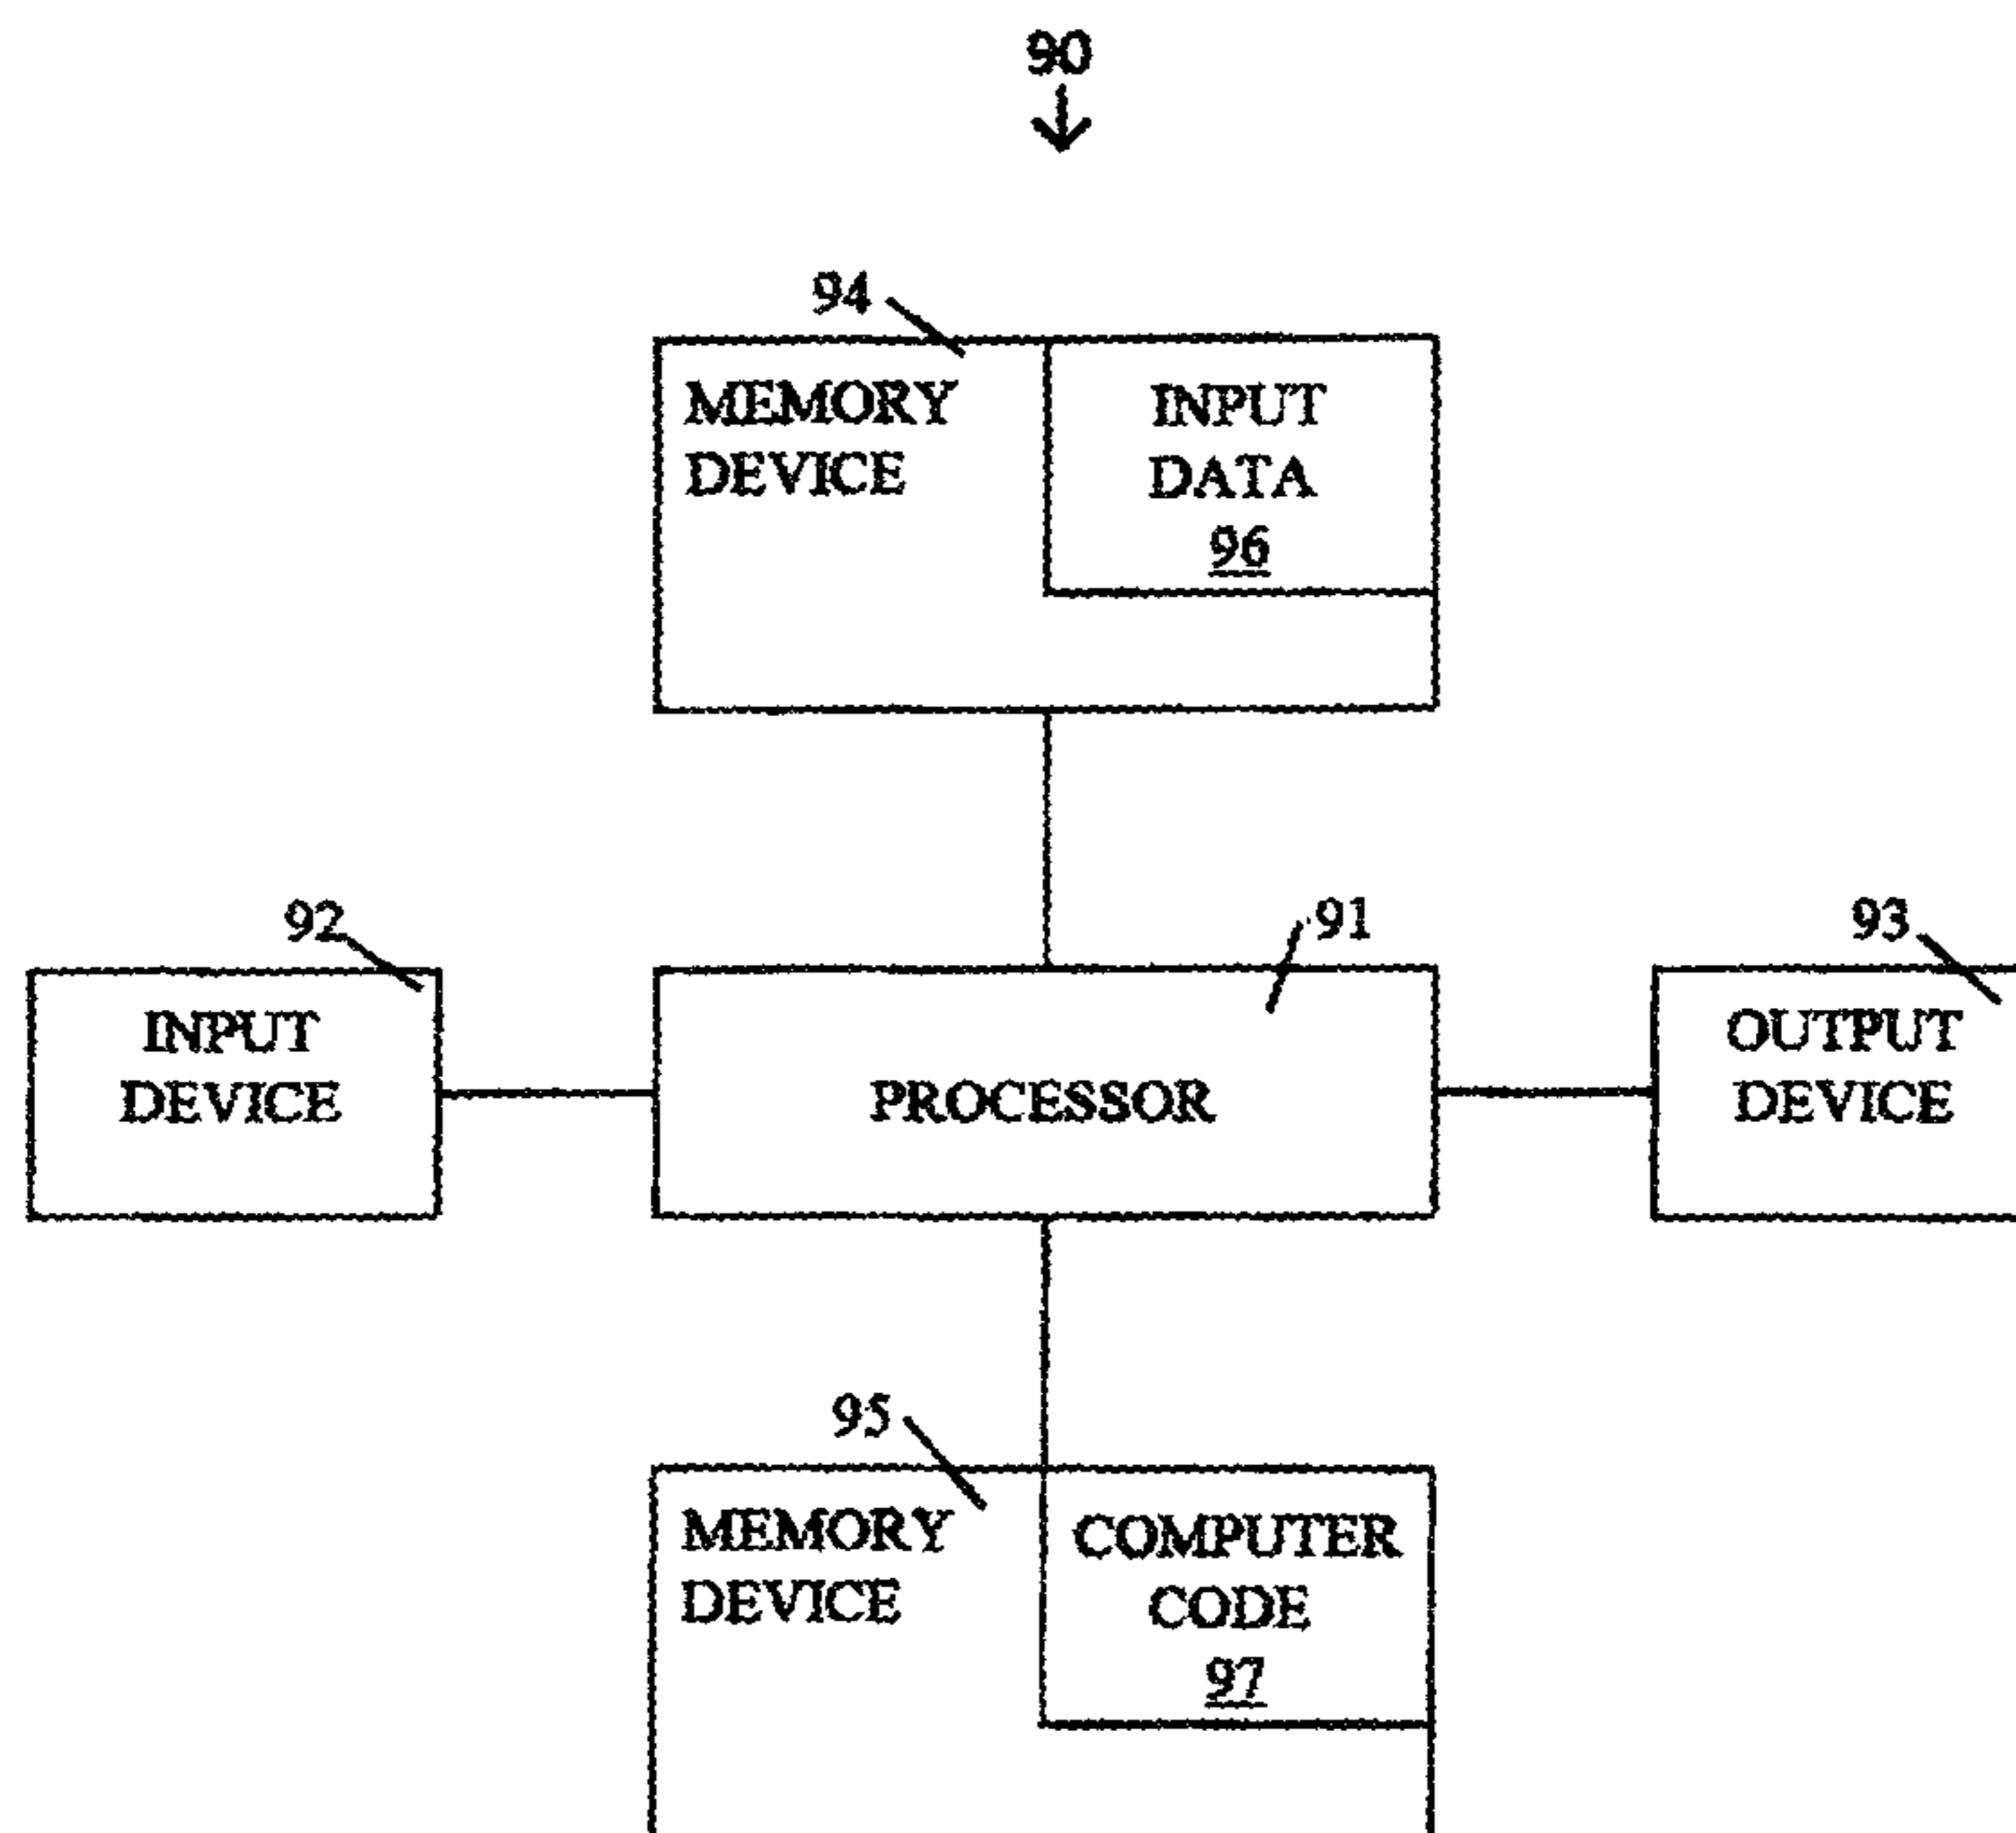 90
94
MEMORY
DEVICE
INPUT
DATA
96
92
INPUT
DEVICE
91
PROCESSOR
93
OUTPUT
DEVICE
95
MEMORY
DEVICE
COMPUTER
CODE
97